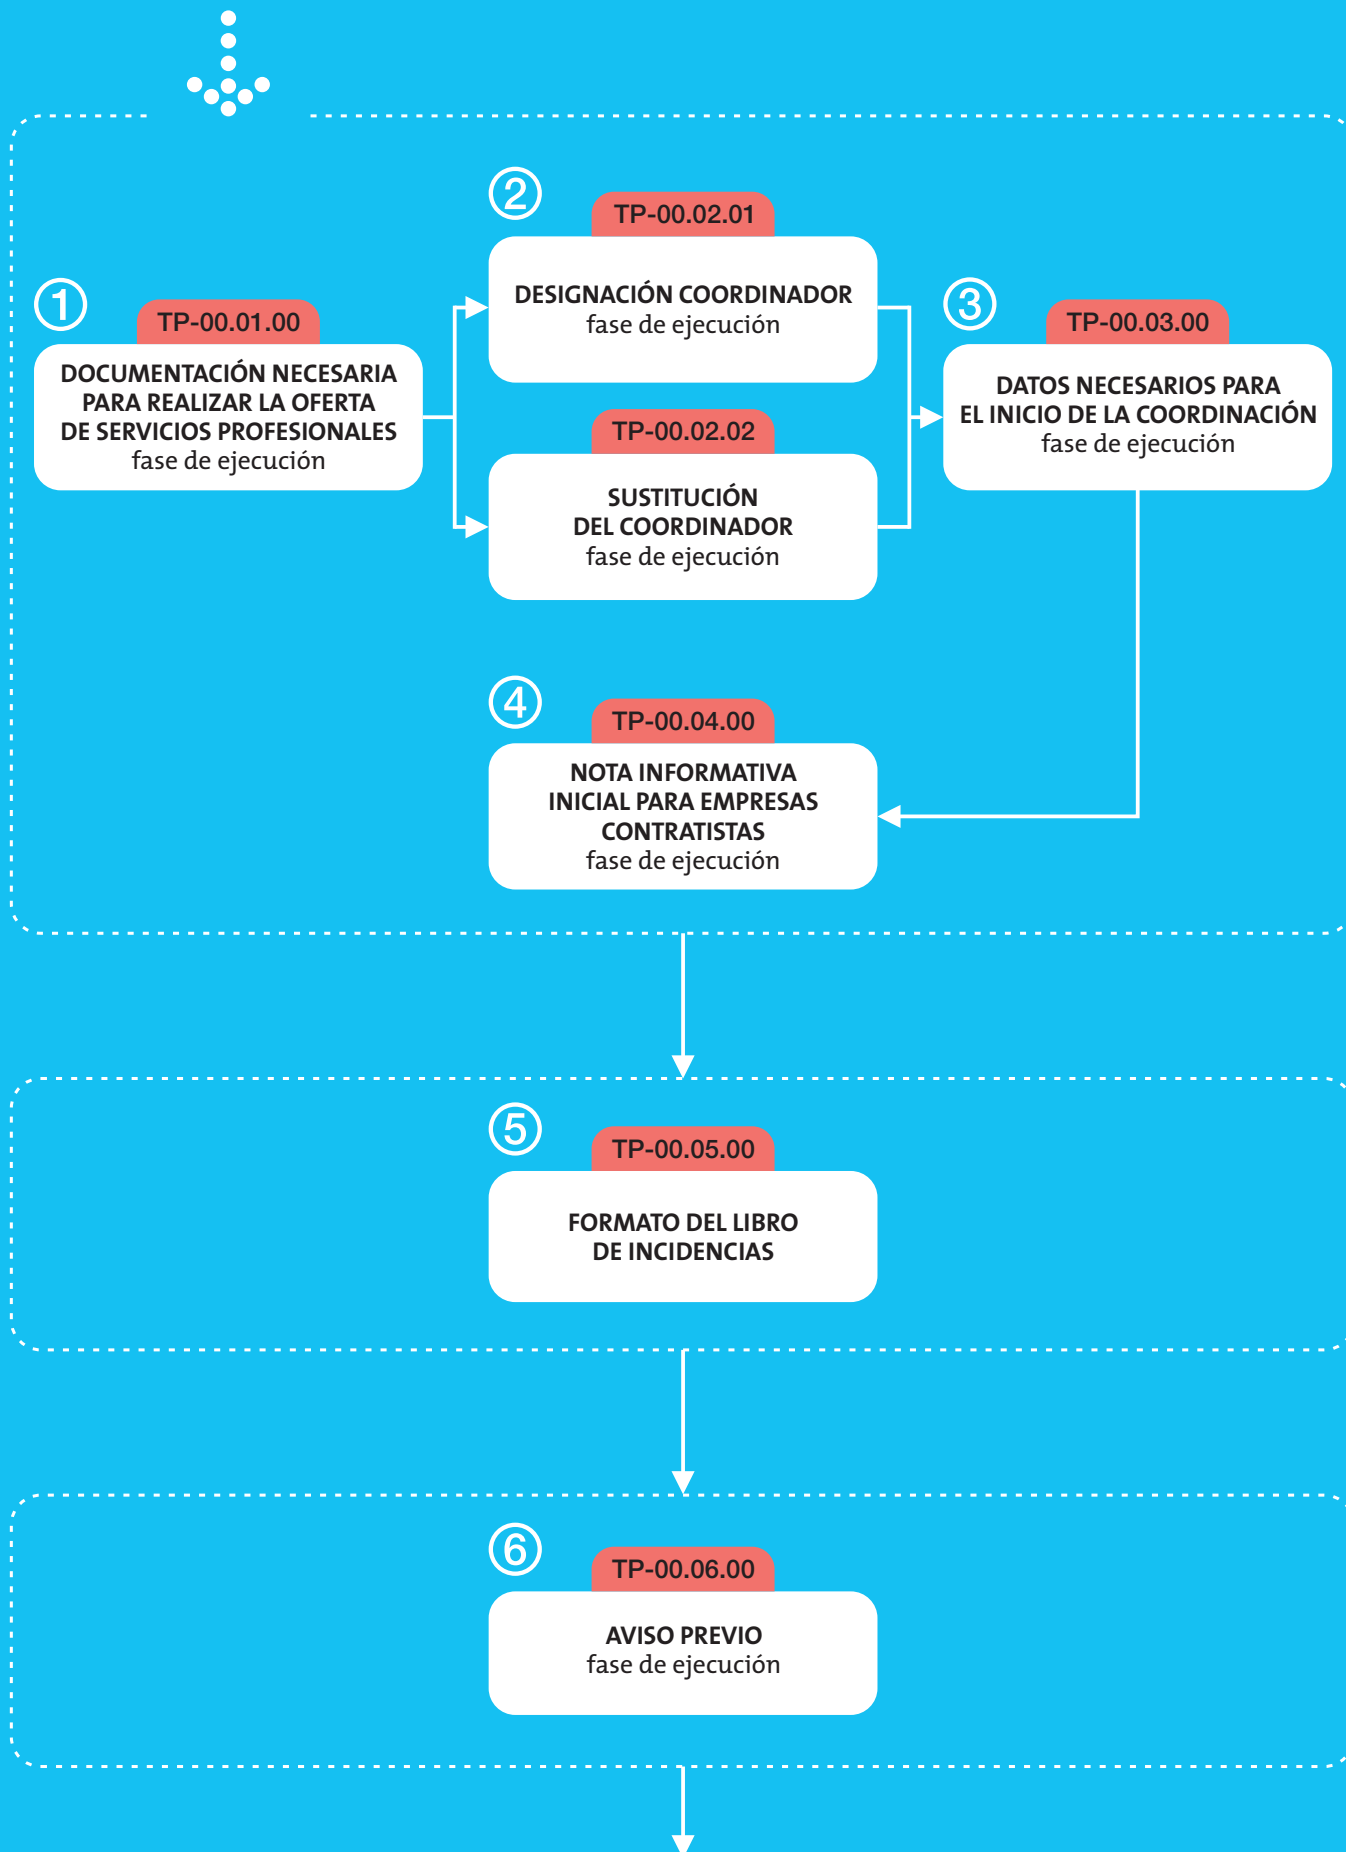 ①
TP-00.01.00
DOCUMENTACIÓN NECESARIA
PARA REALIZAR LA OFERTA
DE SERVICIOS PROFESIONALES
fase de ejecución
②
TP-00.02.01
DESIGNACIÓN COORDINADOR
fase de ejecución
TP-00.02.02
SUSTITUCIÓN
DEL COORDINADOR
fase de ejecución
③
TP-00.03.00
DATOS NECESARIOS PARA
EL INICIO DE LA COORDINACIÓN
fase de ejecución
④
TP-00.04.00
NOTA INFORMATIVA
INICIAL PARA EMPRESAS
CONTRATISTAS
fase de ejecución
⑤
TP-00.05.00
FORMATO DEL LIBRO
DE INCIDENCIAS
⑥
TP-00.06.00
AVISO PREVIO
fase de ejecución